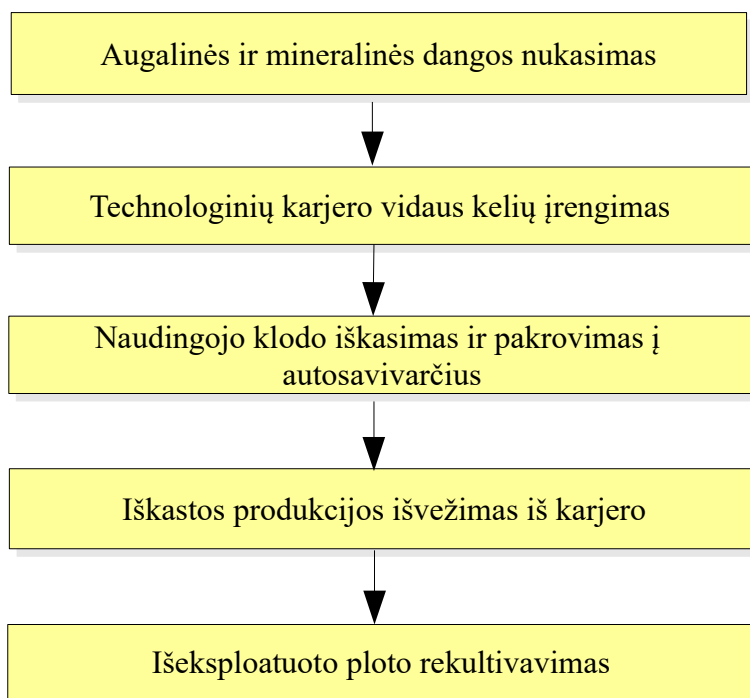 Augalinės ir mineralinės dangos nukasimas
Technologinių karjero vidaus kelių įrengimas
Naudingojo klodo iškasimas ir pakrovimas į
autosavivarčius
Iškastos produkcijos išvežimas iš karjero
Išeksploatuoto ploto rekultivavimas